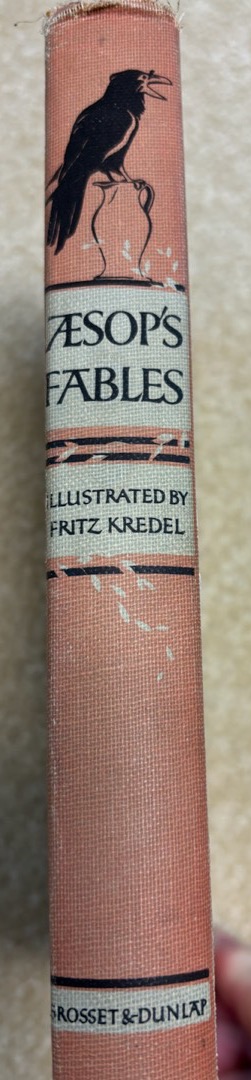 ÆSOP'S
FABLES
ILLUSTRATED BY
FRITZ KREDEL
GROSSET & DUNLAP